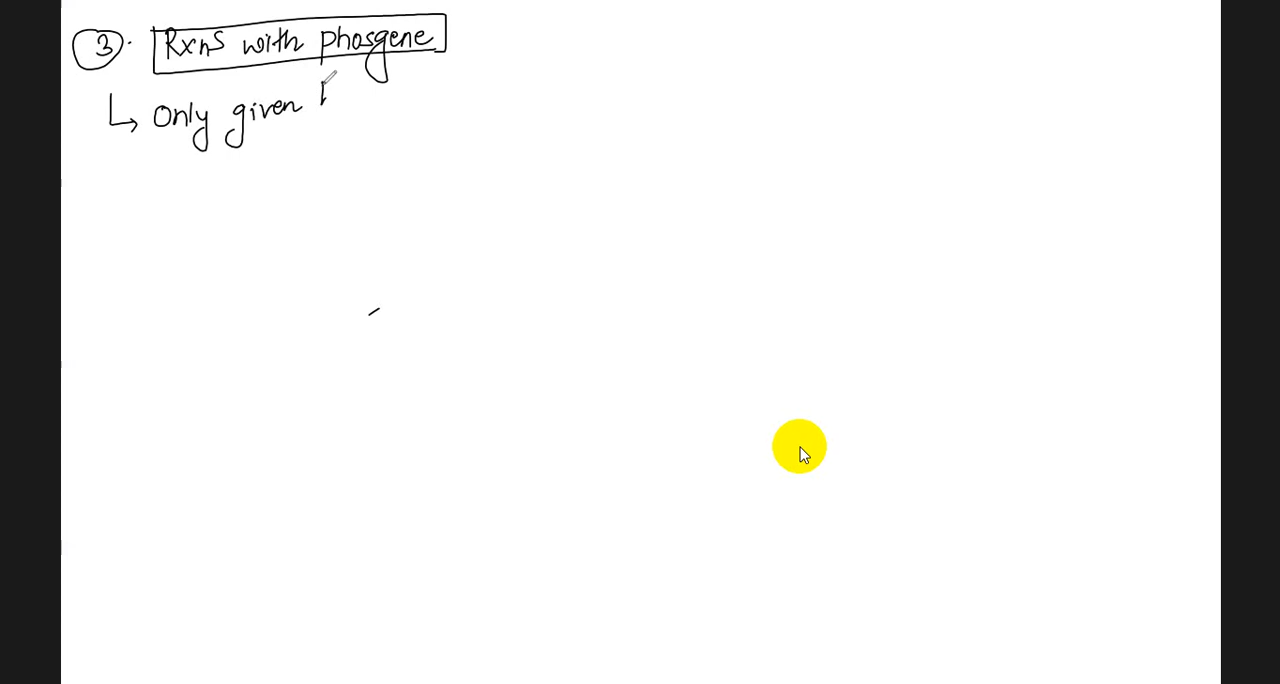 3. Rxns with phosgene
↳ Only given